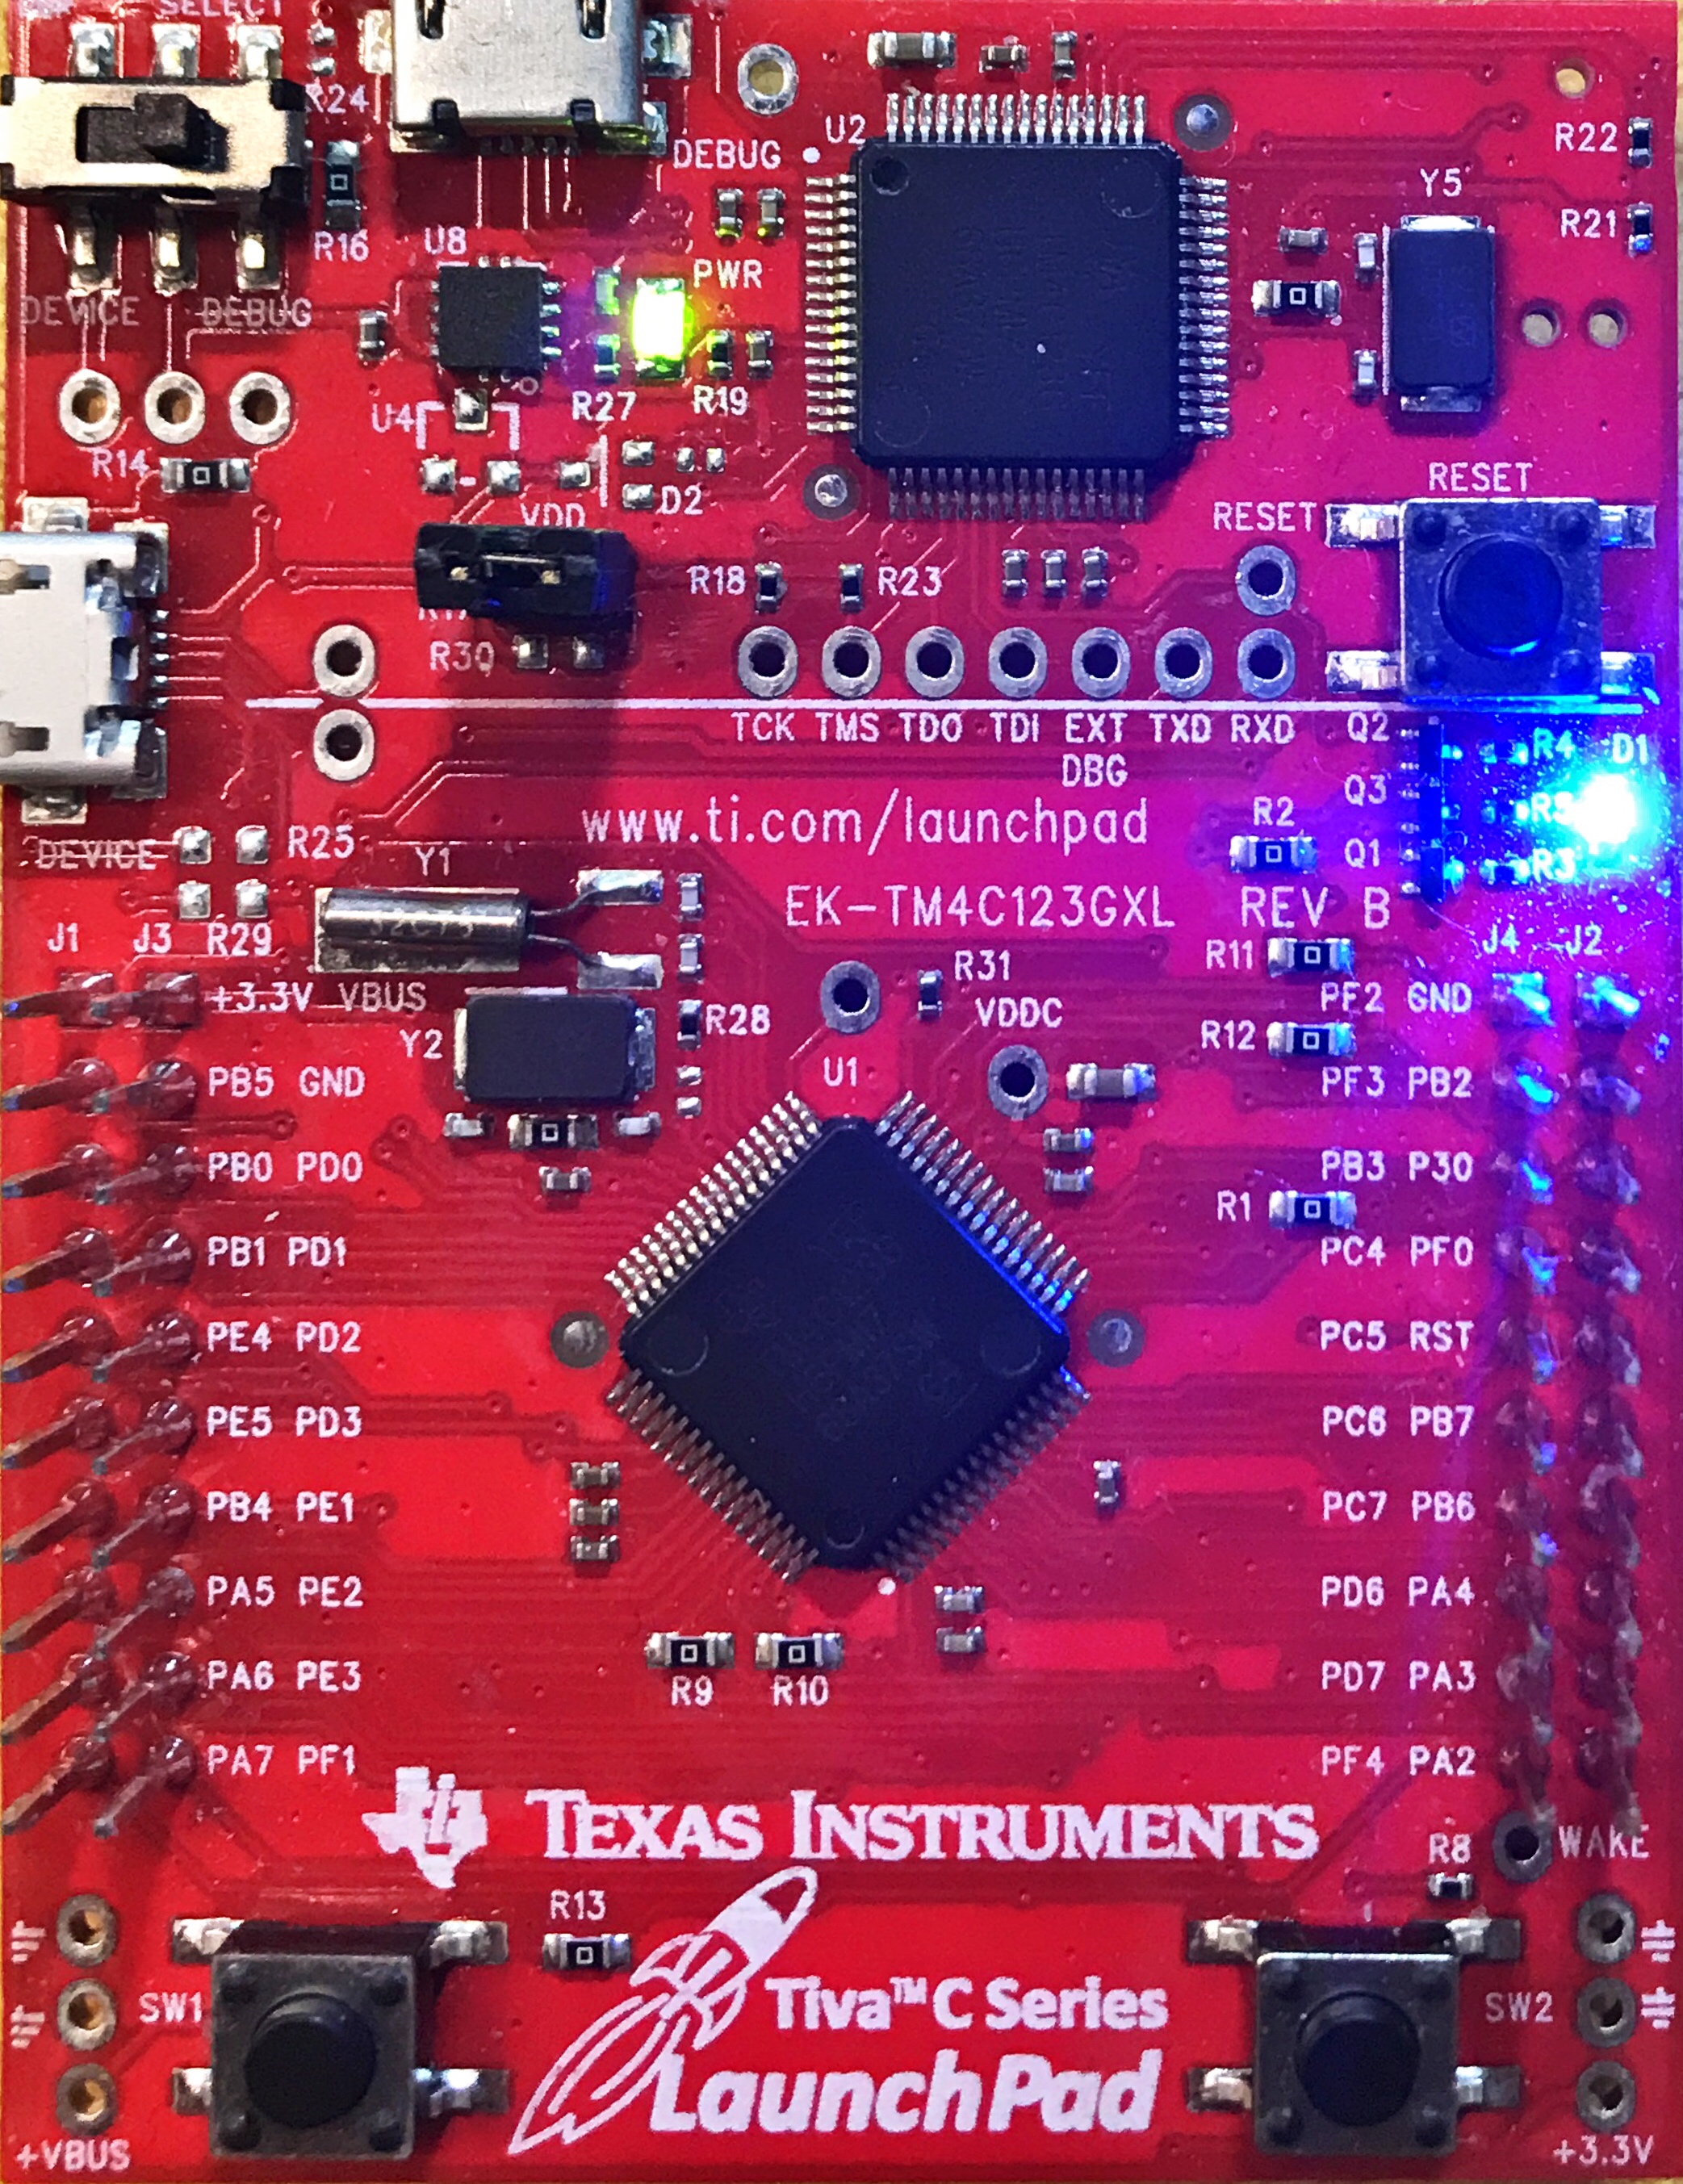 SELECT
R24
DEBUG
U2
R22
Y5
R16
U8
R21
PWR
DEVICE DEBUG
U4
R27 R19
R14
RESET
D2
VDD
RESET
R18 R23
R30
TCK TMS TDO TDI EXT TXD RXD
DBG
Q2 R4 D1
Q3
www.ti.com/launchpad
R2
Q1 R3
DEVICE R25
Y1
EK-TM4C123GXL REV B
J1 J3 R29
R11
J4 J2
R31
+3.3V VBUS
VDDC
PE2 GND
Y2
R28
R12
U1
PB5 GND
PF3 PB2
PB0 PD0
PB3 P30
R1
PB1 PD1
PC4 PF0
PE4 PD2
PC5 RST
PE5 PD3
PC6 PB7
PB4 PE1
PC7 PB6
PA5 PE2
PD6 PA4
PA6 PE3
PD7 PA3
R9 R10
PA7 PF1
PF4 PA2
TEXAS INSTRUMENTS
R8 WAKE
R13
SW1
Tiva™ C Series
SW2
LaunchPad
+VBUS
+3.3V